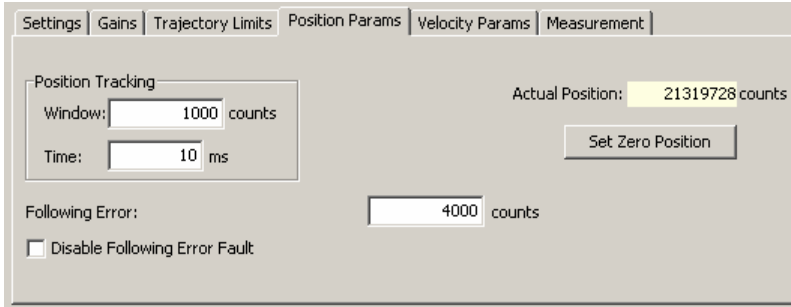 Settings Gains Trajectory Limits Position Params Velocity Params Measurement
Position Tracking
Window: 1000 counts
Time: 10 ms
Actual Position: 21319728 counts
Set Zero Position
Following Error: 4000 counts
Disable Following Error Fault